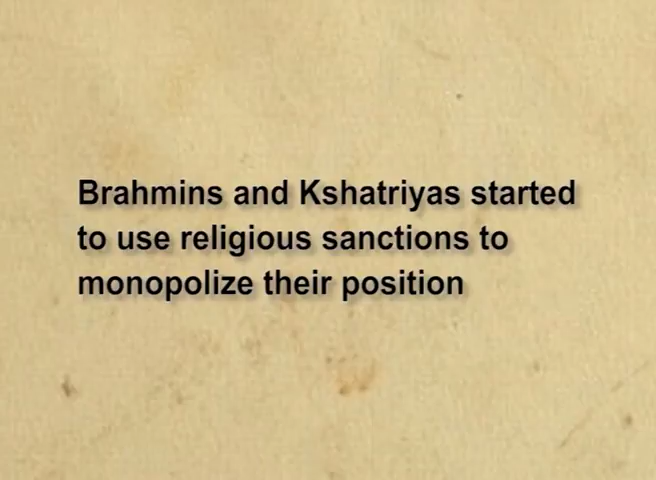 Brahmins and Kshatriyas started
to use religious sanctions to
monopolize their position